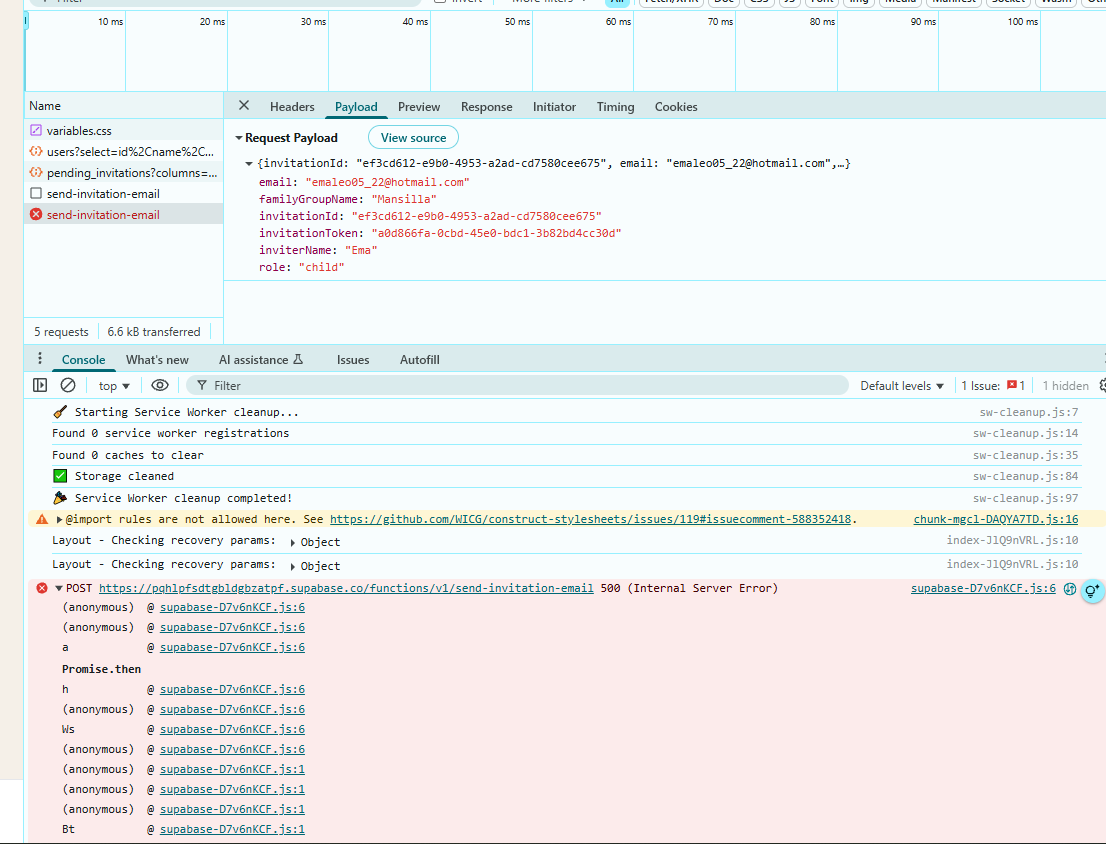 Filter Invert More filters All Fetch/XHR Doc CSS JS Font Img Media Manifest Socket Wasm
10 ms 20 ms 30 ms 40 ms 50 ms 60 ms 70 ms 80 ms 90 ms 100 ms
Name
Headers Payload Preview Response Initiator Timing Cookies
variables.css
users?select=id%2Cname%2C...
pending_invitations?columns=...
send-invitation-email
send-invitation-email
5 requests 6.6 kB transferred
Request Payload View source
{invitationId: "ef3cd612-e9b0-4953-a2ad-cd7580cee675", email: "emaleo05_22@hotmail.com",…}
email: "emaleo05_22@hotmail.com"
familyGroupName: "Mansilla"
invitationId: "ef3cd612-e9b0-4953-a2ad-cd7580cee675"
invitationToken: "a0d866fa-0cbd-45e0-bdc1-3b82bd4cc30d"
inviterName: "Ema"
role: "child"
Console What's new AI assistance Issues Autofill
top Filter Default levels 1 Issue: 1 1 hidden
Starting Service Worker cleanup... sw-cleanup.js:7
Found 0 service worker registrations sw-cleanup.js:14
Found 0 caches to clear sw-cleanup.js:35
Storage cleaned sw-cleanup.js:84
Service Worker cleanup completed! sw-cleanup.js:97
@import rules are not allowed here. See https://github.com/WICG/construct-stylesheets/issues/119#issuecomment-588352418. chunk-mgcl-DAQYA7TD.js:16
Layout - Checking recovery params: Object index-JlQ9nVRL.js:10
Layout - Checking recovery params: Object index-JlQ9nVRL.js:10
POST https://pqhlpfsdtgbldgbzatpf.supabase.co/functions/v1/send-invitation-email 500 (Internal Server Error) supabase-D7v6nKCF.js:6
(anonymous) @ supabase-D7v6nKCF.js:6
(anonymous) @ supabase-D7v6nKCF.js:6
a @ supabase-D7v6nKCF.js:6
Promise.then
h @ supabase-D7v6nKCF.js:6
(anonymous) @ supabase-D7v6nKCF.js:6
Ws @ supabase-D7v6nKCF.js:6
(anonymous) @ supabase-D7v6nKCF.js:6
(anonymous) @ supabase-D7v6nKCF.js:1
(anonymous) @ supabase-D7v6nKCF.js:1
(anonymous) @ supabase-D7v6nKCF.js:1
Bt @ supabase-D7v6nKCF.js:1